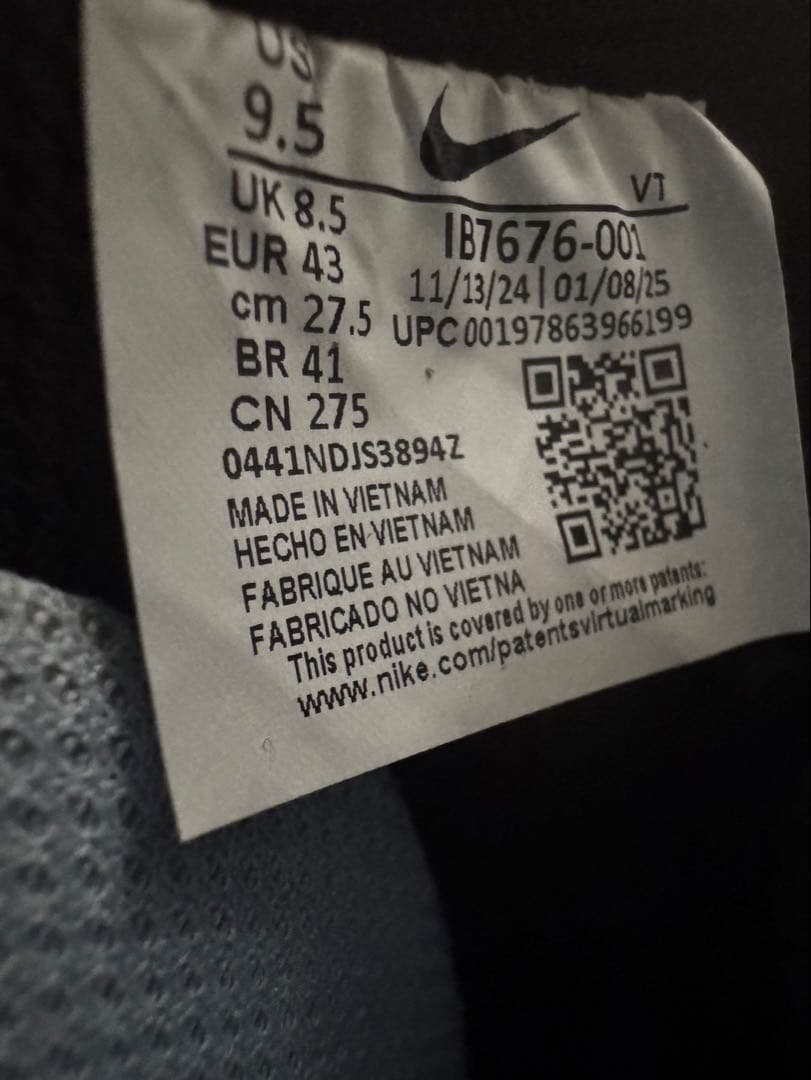 US
9.5
VT
UK 8.5
IB7676-001
EUR 43
11/13/24 | 01/08/25
cm 27.5
UPC00197863966199
BR 41
CN 275
0441NDJS3894Z
MADE IN VIETNAM
HECHO EN VIETNAM
FABRIQUE AU VIETNAM
FABRICADO NO VIETNA
This product is covered by one or more patents:
www.nike.com/patentsvirtualmarking